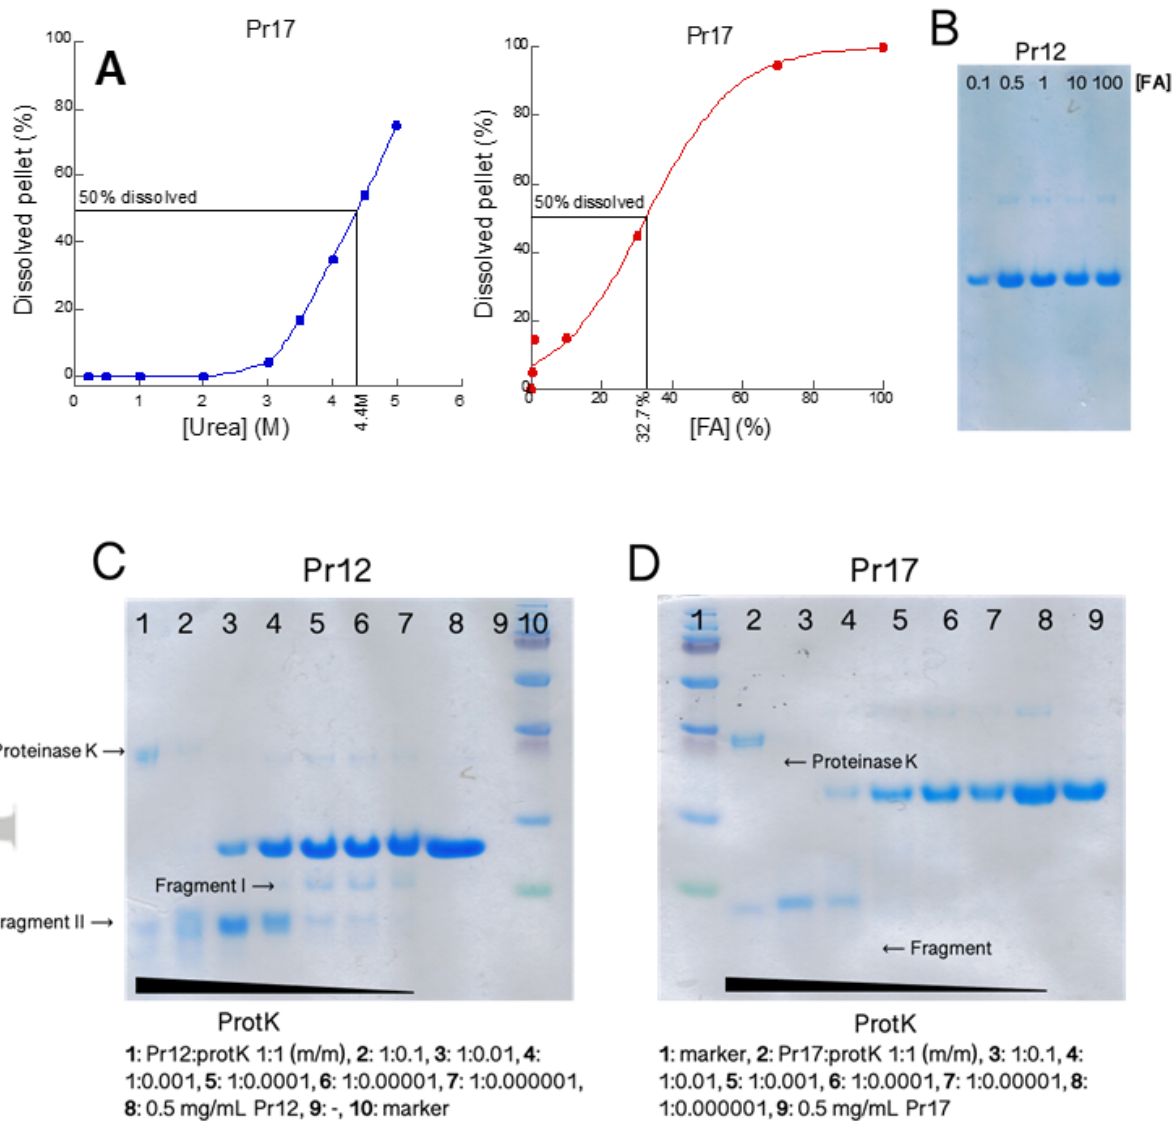 A
Pr17
Dissolved pellet (%)
100
80
60
40
20
0
50% dissolved
0 1 2 3 4 5 6
4.4M
[Urea] (M)
Pr17
Dissolved pellet (%)
100
80
60
40
20
0
50% dissolved
0 20 40 60 80 100
32.7%
[FA] (%)
B
Pr12
0.1 0.5 1 10 100 [FA]
C
Pr12
1 2 3 4 5 6 7 8 9 10
Proteinase K →
Fragment I →
Fragment II →
ProtK
1: Pr12:protK 1:1 (m/m), 2: 1:0.1, 3: 1:0.01, 4:
1:0.001, 5: 1:0.0001, 6: 1:0.00001, 7: 1:0.000001,
8: 0.5 mg/mL Pr12, 9: -, 10: marker
D
Pr17
1 2 3 4 5 6 7 8 9
← Proteinase K
← Fragment
ProtK
1: marker, 2: Pr17:protK 1:1 (m/m), 3: 1:0.1, 4:
1:0.01, 5: 1:0.001, 6: 1:0.0001, 7: 1:0.00001, 8:
1:0.000001, 9: 0.5 mg/mL Pr17